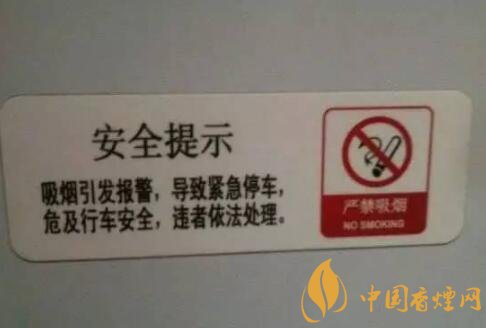 安全提示
吸烟引发报警，导致紧急停车，
危及行车安全，违者依法处理。
严禁吸烟
NO SMOKING
中国香烟网